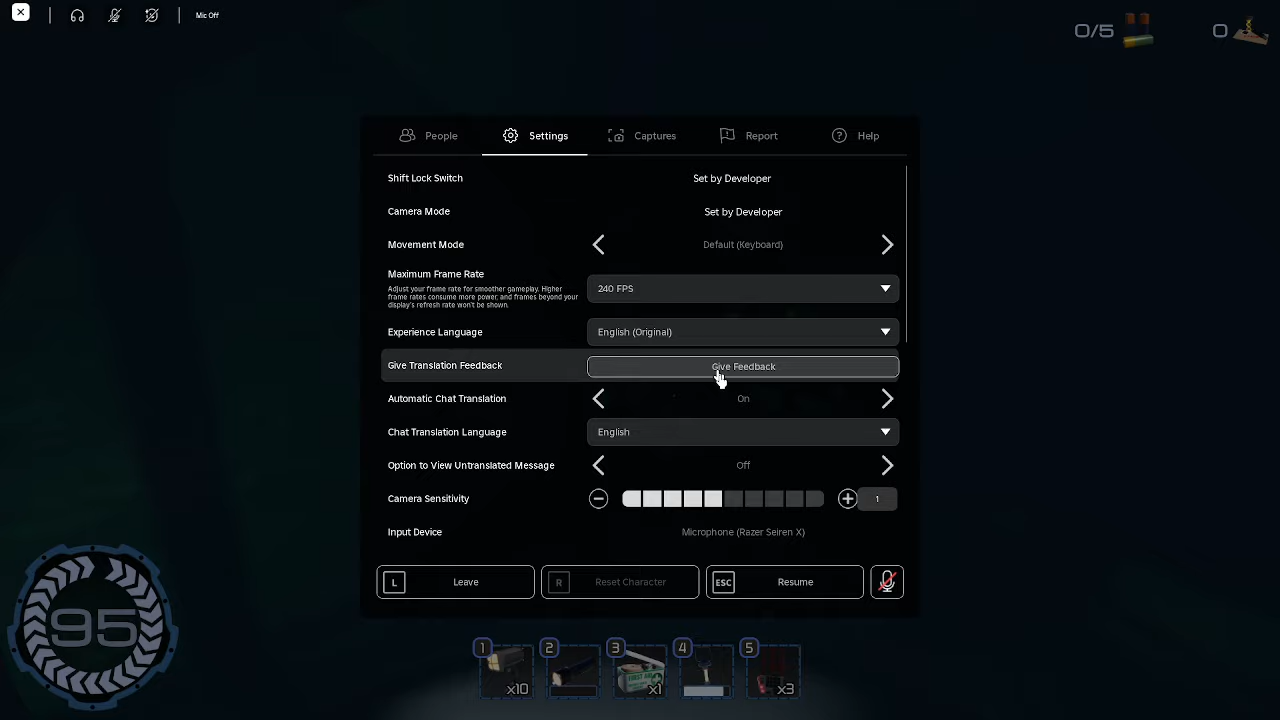 Mic Off
0/5
0
People
Settings
Captures
Report
Help
Shift Lock Switch
Set by Developer
Camera Mode
Set by Developer
Movement Mode
Default (Keyboard)
Maximum Frame Rate
Adjust your frame rate for smoother gameplay. Higher
frame rates consume more power, and frames beyond your
display's refresh rate won't be shown.
240 FPS
Experience Language
English (Original)
Give Translation Feedback
Give Feedback
Automatic Chat Translation
On
Chat Translation Language
English
Option to View Untranslated Message
Off
Camera Sensitivity
1
Input Device
Microphone (Razer Seiren X)
L
Leave
R
Reset Character
ESC
Resume
95
1
x10
2
3
FIRST AID
x1
4
5
x3